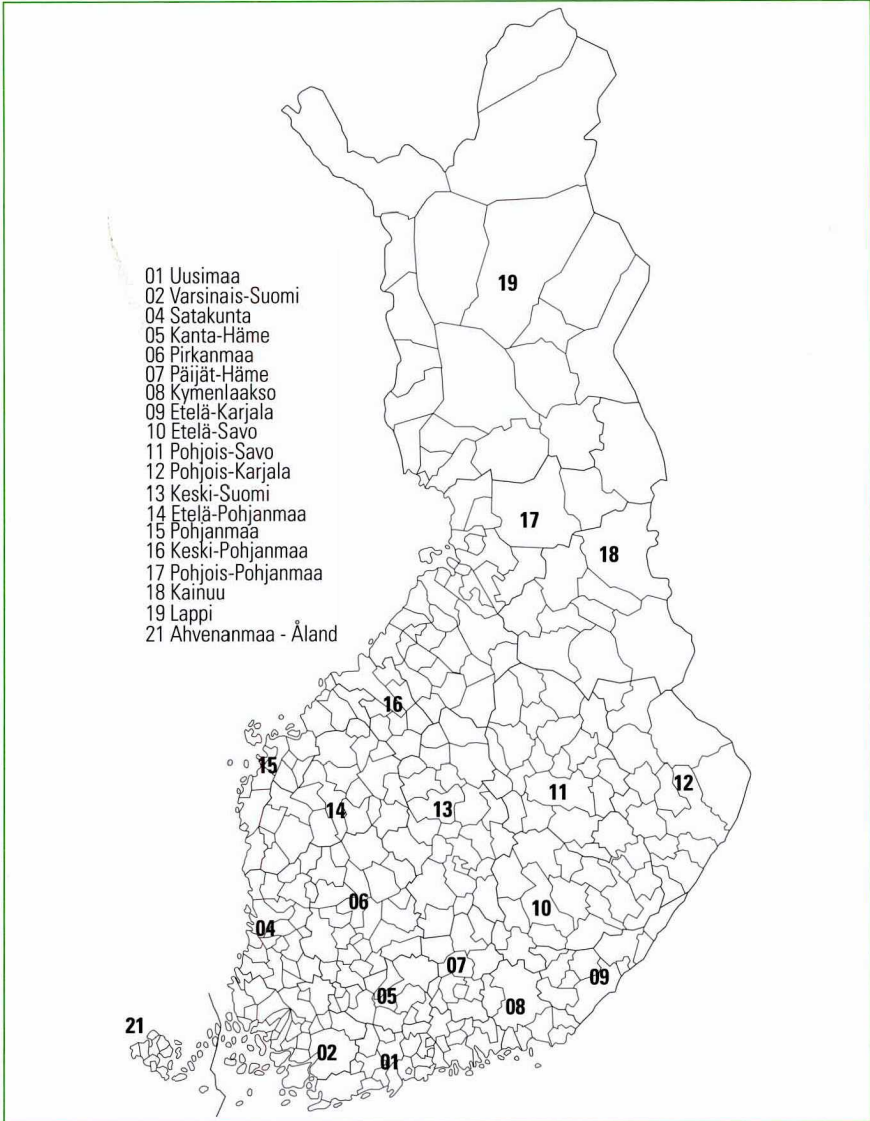 01 Uusimaa
02 Varsinais-Suomi
04 Satakunta
05 Kanta-Häme
06 Pirkanmaa
07 Päijät-Häme
08 Kymenlaakso
09 Etelä-Karjala
10 Etelä-Savo
11 Pohjois-Savo
12 Pohjois-Karjala
13 Keski-Suomi
14 Etelä-Pohjanmaa
15 Pohjanmaa
16 Keski-Pohjanmaa
17 Pohjois-Pohjanmaa
18 Kainuu
19 Lappi
21 Ahvenanmaa - Åland
19
17
18
16
15
14
13
11
12
06
10
04
07
09
05
08
21
02
01